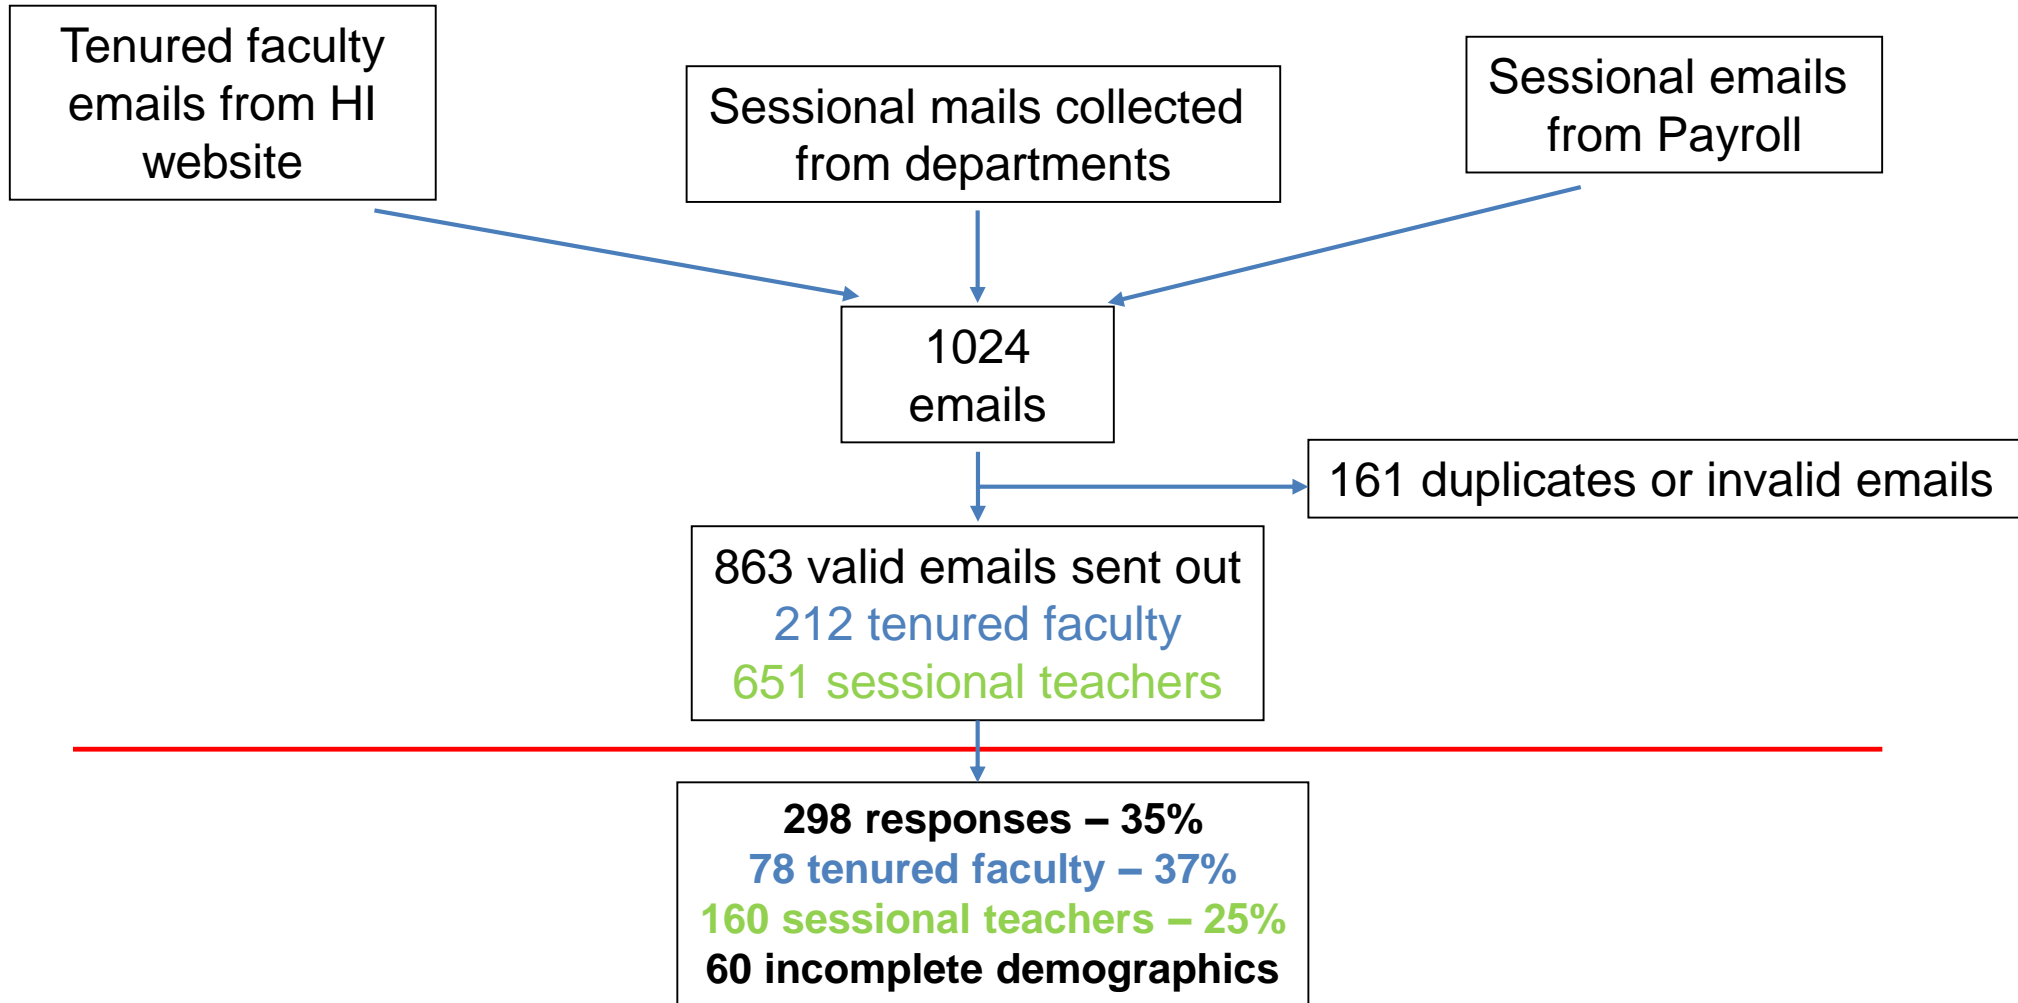 Tenured faculty
emails from HI
website
Sessional mails collected
from departments
Sessional emails
from Payroll
1024
emails
161 duplicates or invalid emails
863 valid emails sent out
212 tenured faculty
651 sessional teachers
298 responses – 35%
78 tenured faculty – 37%
160 sessional teachers – 25%
60 incomplete demographics